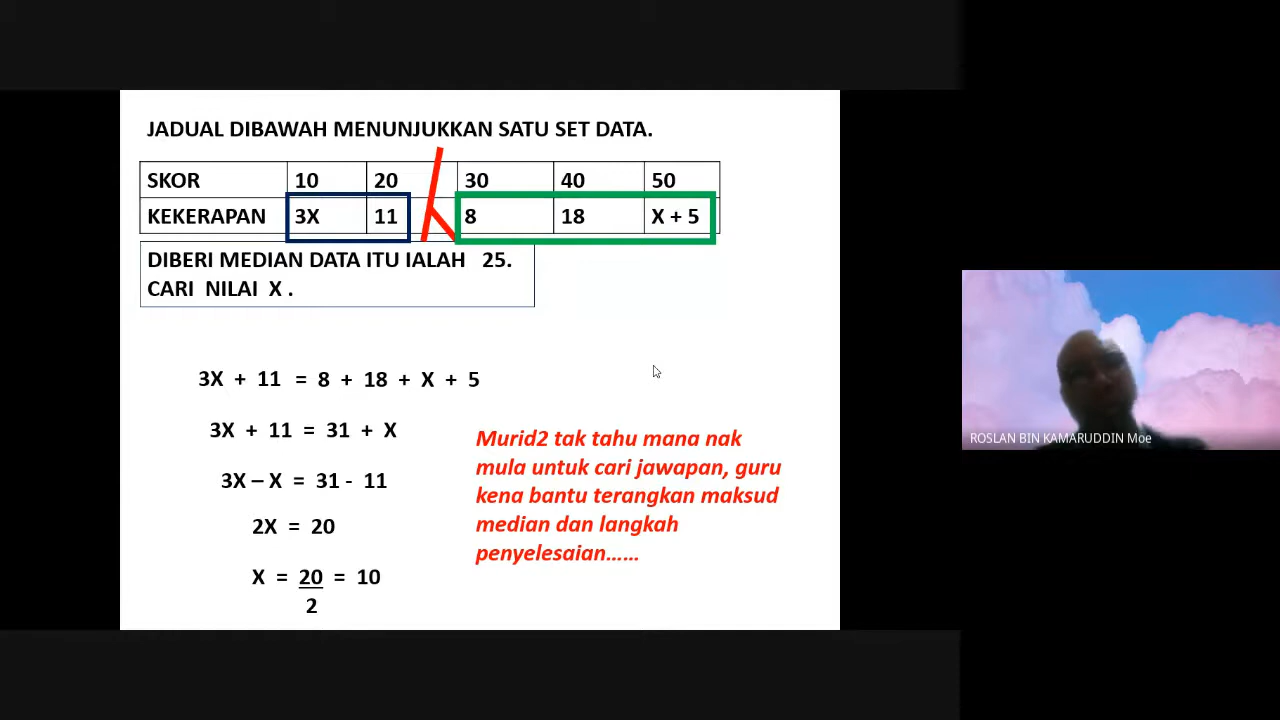 JADUAL DIBAWAH MENUNJUKKAN SATU SET DATA.
SKOR 10 20 30 40 50
KEKERAPAN 3X 11 8 18 X + 5
DIBERI MEDIAN DATA ITU IALAH 25.
CARI NILAI X .
3X + 11 = 8 + 18 + X + 5
3X + 11 = 31 + X
3X – X = 31 - 11
2X = 20
X = 20 = 10
2
Murid2 tak tahu mana nak
mula untuk cari jawapan, guru
kena bantu terangkan maksud
median dan langkah
penyelesaian......
ROSLAN BIN KAMARUDDIN Moe